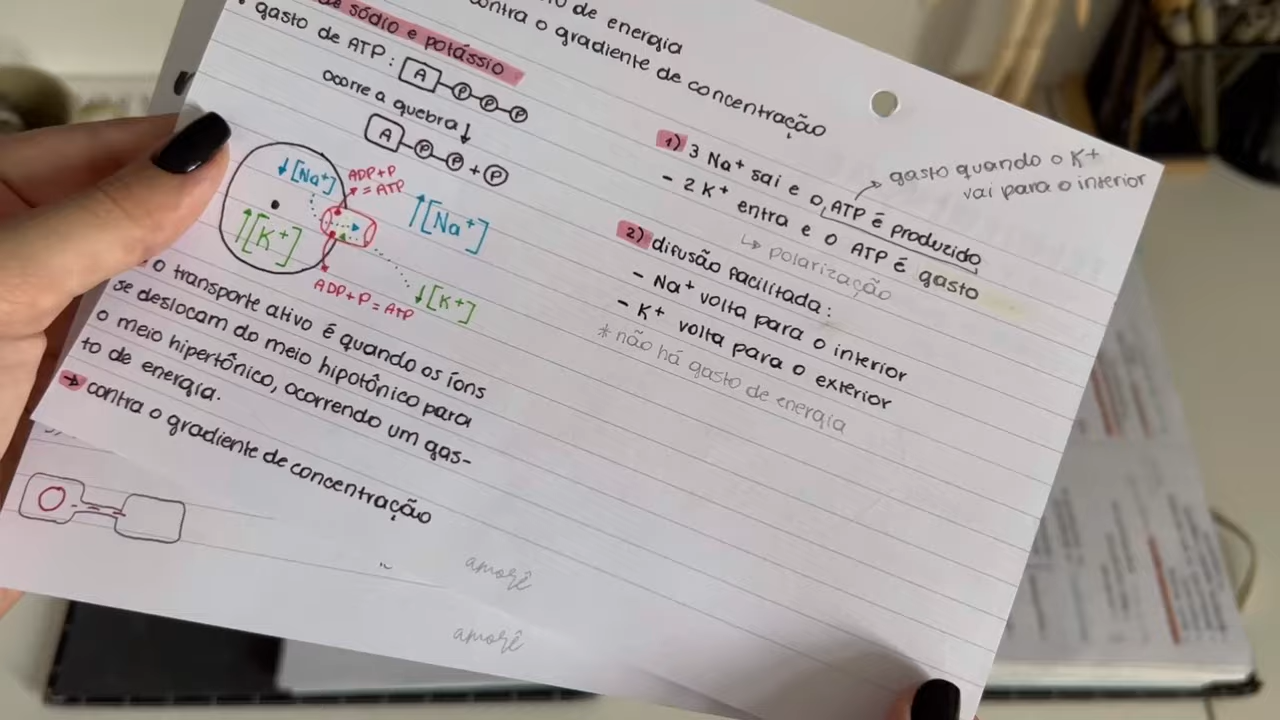 de energia
contra o gradiente de concentração
de sódio e potássio
• gasto de ATP: A-P-P-P
ocorre a quebra↓
A-P-P+P
↓[Na⁺]
ADP+P
= ATP
↑[Na⁺]
↑[K⁺]
ADP+P = ATP
↓[K⁺]
o transporte ativo é quando os íons
se deslocam do meio hipotônico para
o meio hipertônico, ocorrendo um gas-
to de energia.
→ contra o gradiente de concentração
1) 3 Na⁺ sai e o ATP é produzido
gasto quando o K+
vai para o interior
- 2 K⁺ entra e o ATP é gasto
↳ polarização
2) difusão facilitada:
- Na⁺ volta para o interior
- K+ volta para o exterior
*não há gasto de energia
amorê
amorê